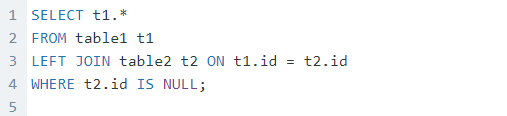 1 SELECT t1.*
2 FROM table1 t1
3 LEFT JOIN table2 t2 ON t1.id = t2.id
4 WHERE t2.id IS NULL;
5